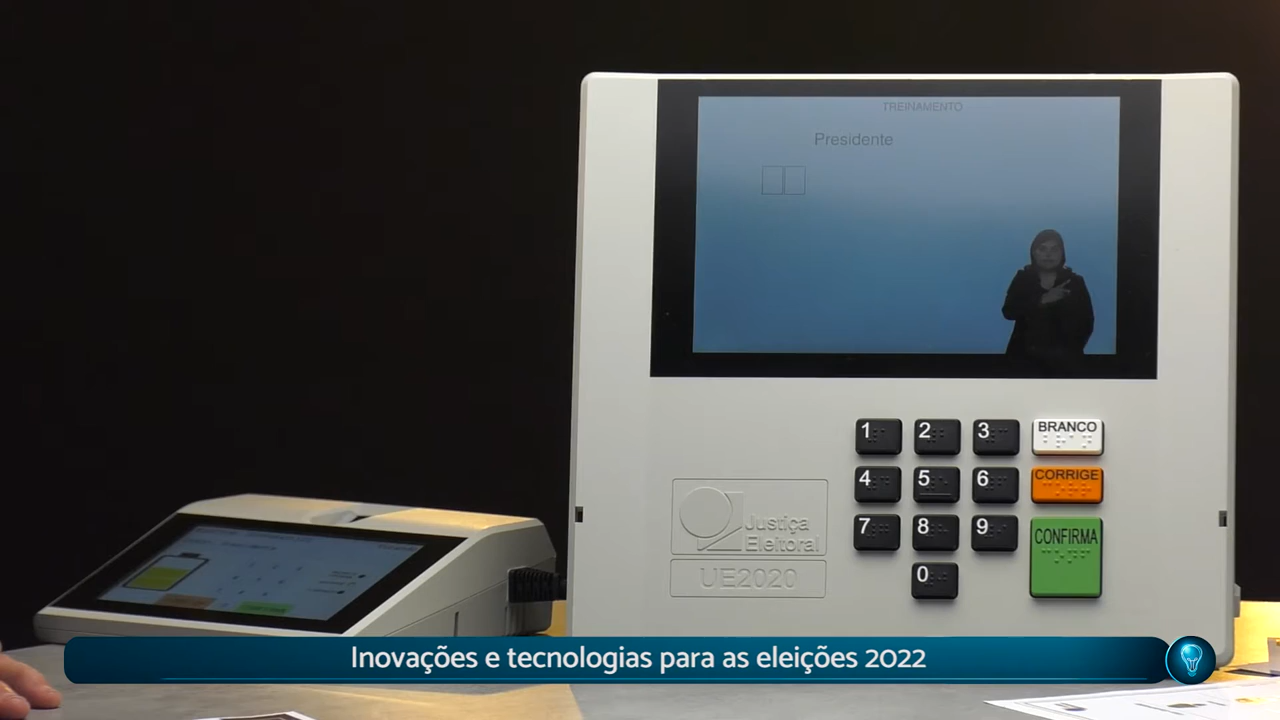 TREINAMENTO
Presidente
1 2 3 BRANCO
4 5 6 CORRIGE
7 8 9 CONFIRMA
0
Justiça
Eleitoral
UE2020
Inovações e tecnologias para as eleições 2022